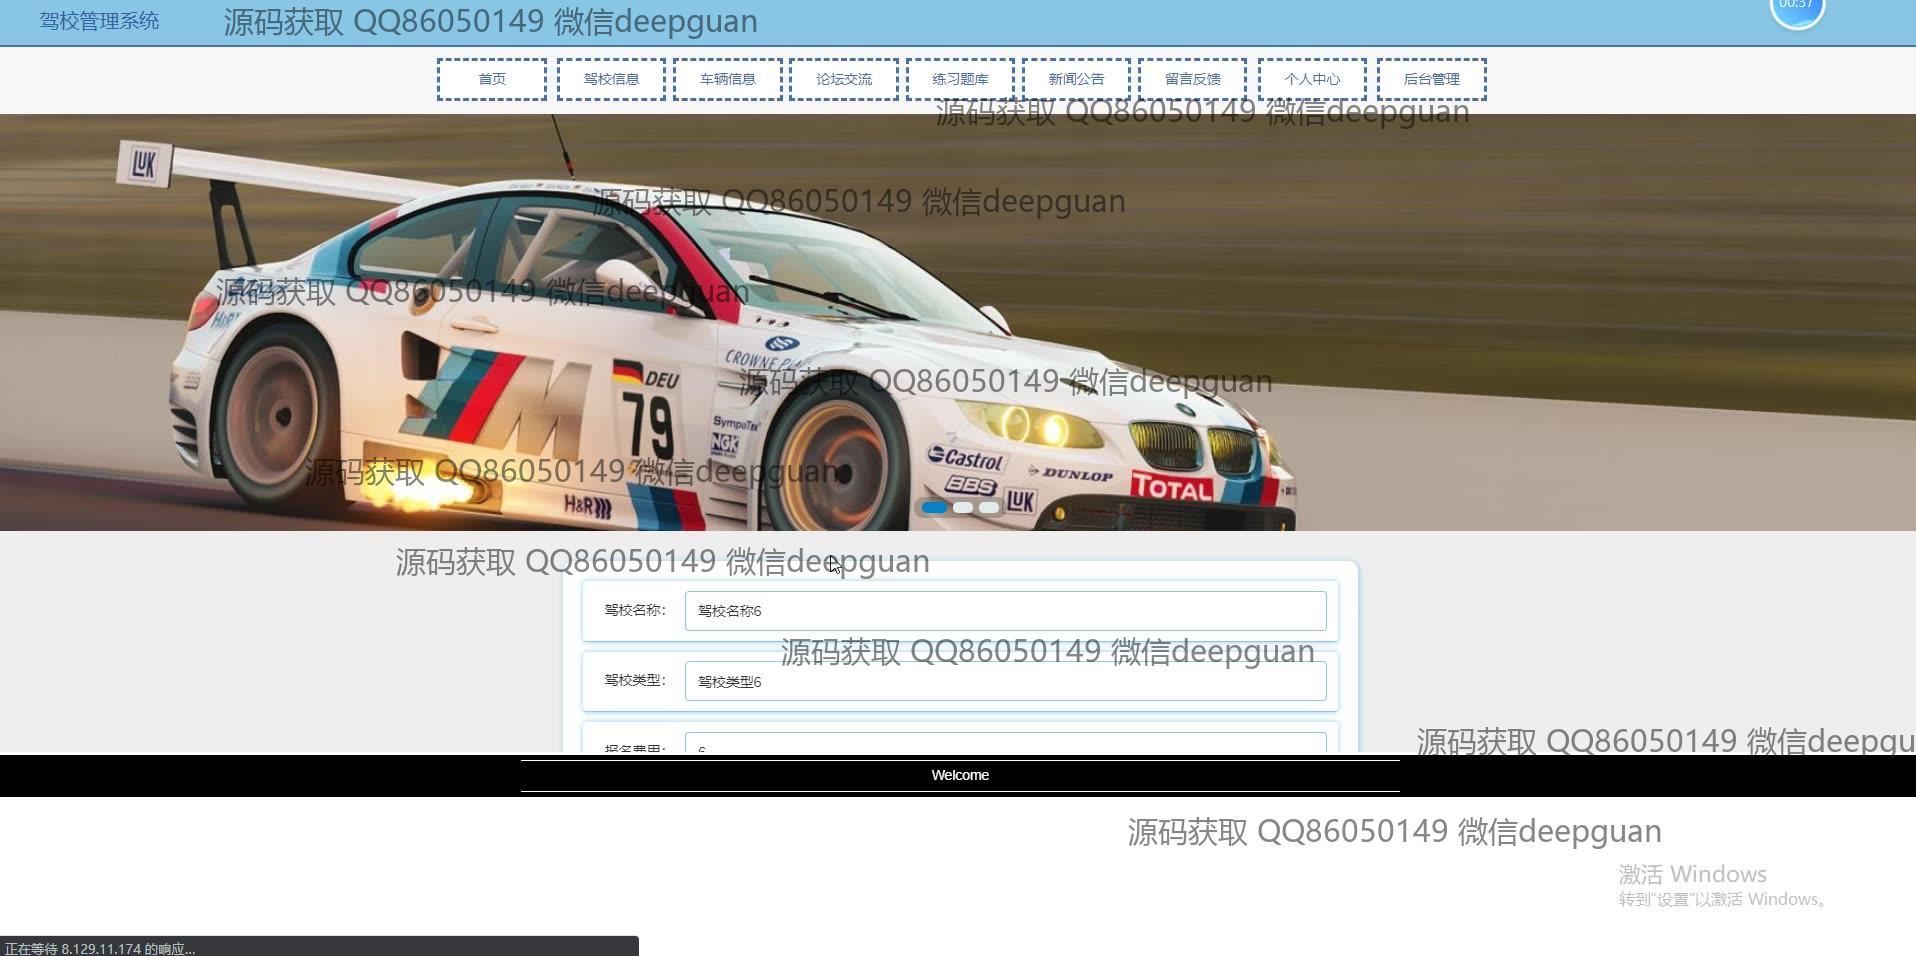 驾校管理系统
源码获取 QQ86050149 微信deepguan
00:37
首页
驾校信息
车辆信息
论坛交流
练习题库
新闻公告
留言反馈
个人中心
后台管理
源码获取 QQ86050149 微信deepguan
LUK
源码获取 QQ86050149 微信deepguan
源码获取 QQ86050149 微信deepguan
H&R
CROWNE
DEU
源码获取 QQ86050149 微信deepguan
79
M
SympaTex
NGK
Castrol
DUNLOP
BBS
LUK
TOTAL
源码获取 QQ86050149 微信deepguan
H&R
源码获取 QQ86050149 微信deepguan
驾校名称：
驾校名称6
源码获取 QQ86050149 微信deepguan
驾校类型：
驾校类型6
报名费用：
6
源码获取 QQ86050149 微信deepgu
Welcome
源码获取 QQ86050149 微信deepguan
激活 Windows
转到"设置"以激活 Windows。
正在等待 8.129.11.174 的响应...